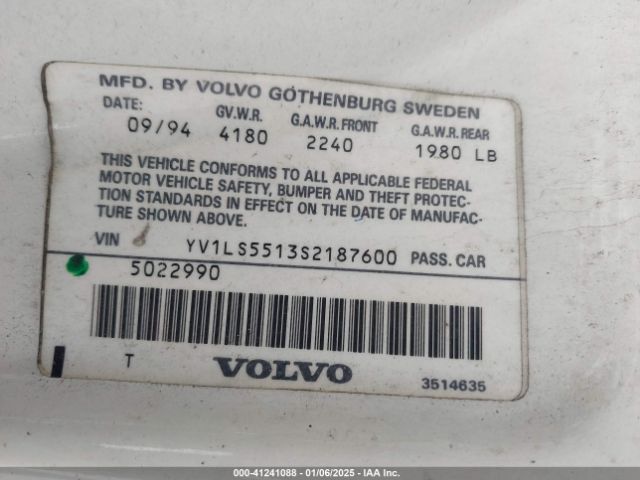 MFD. BY VOLVO GÖTHENBURG SWEDEN
DATE: GV.W.R. G.A.W.R. FRONT G.A.W.R. REAR
09/94 4180 2240 1980 LB
THIS VEHICLE CONFORMS TO ALL APPLICABLE FEDERAL
MOTOR VEHICLE SAFETY, BUMPER AND THEFT PROTEC-
TION STANDARDS IN EFFECT ON THE DATE OF MANUFAC-
TURE SHOWN ABOVE.
VIN YV1LS5513S2187600 PASS. CAR
5022990
T VOLVO 3514635
000-41241088 - 01/06/2025 - IAA Inc.